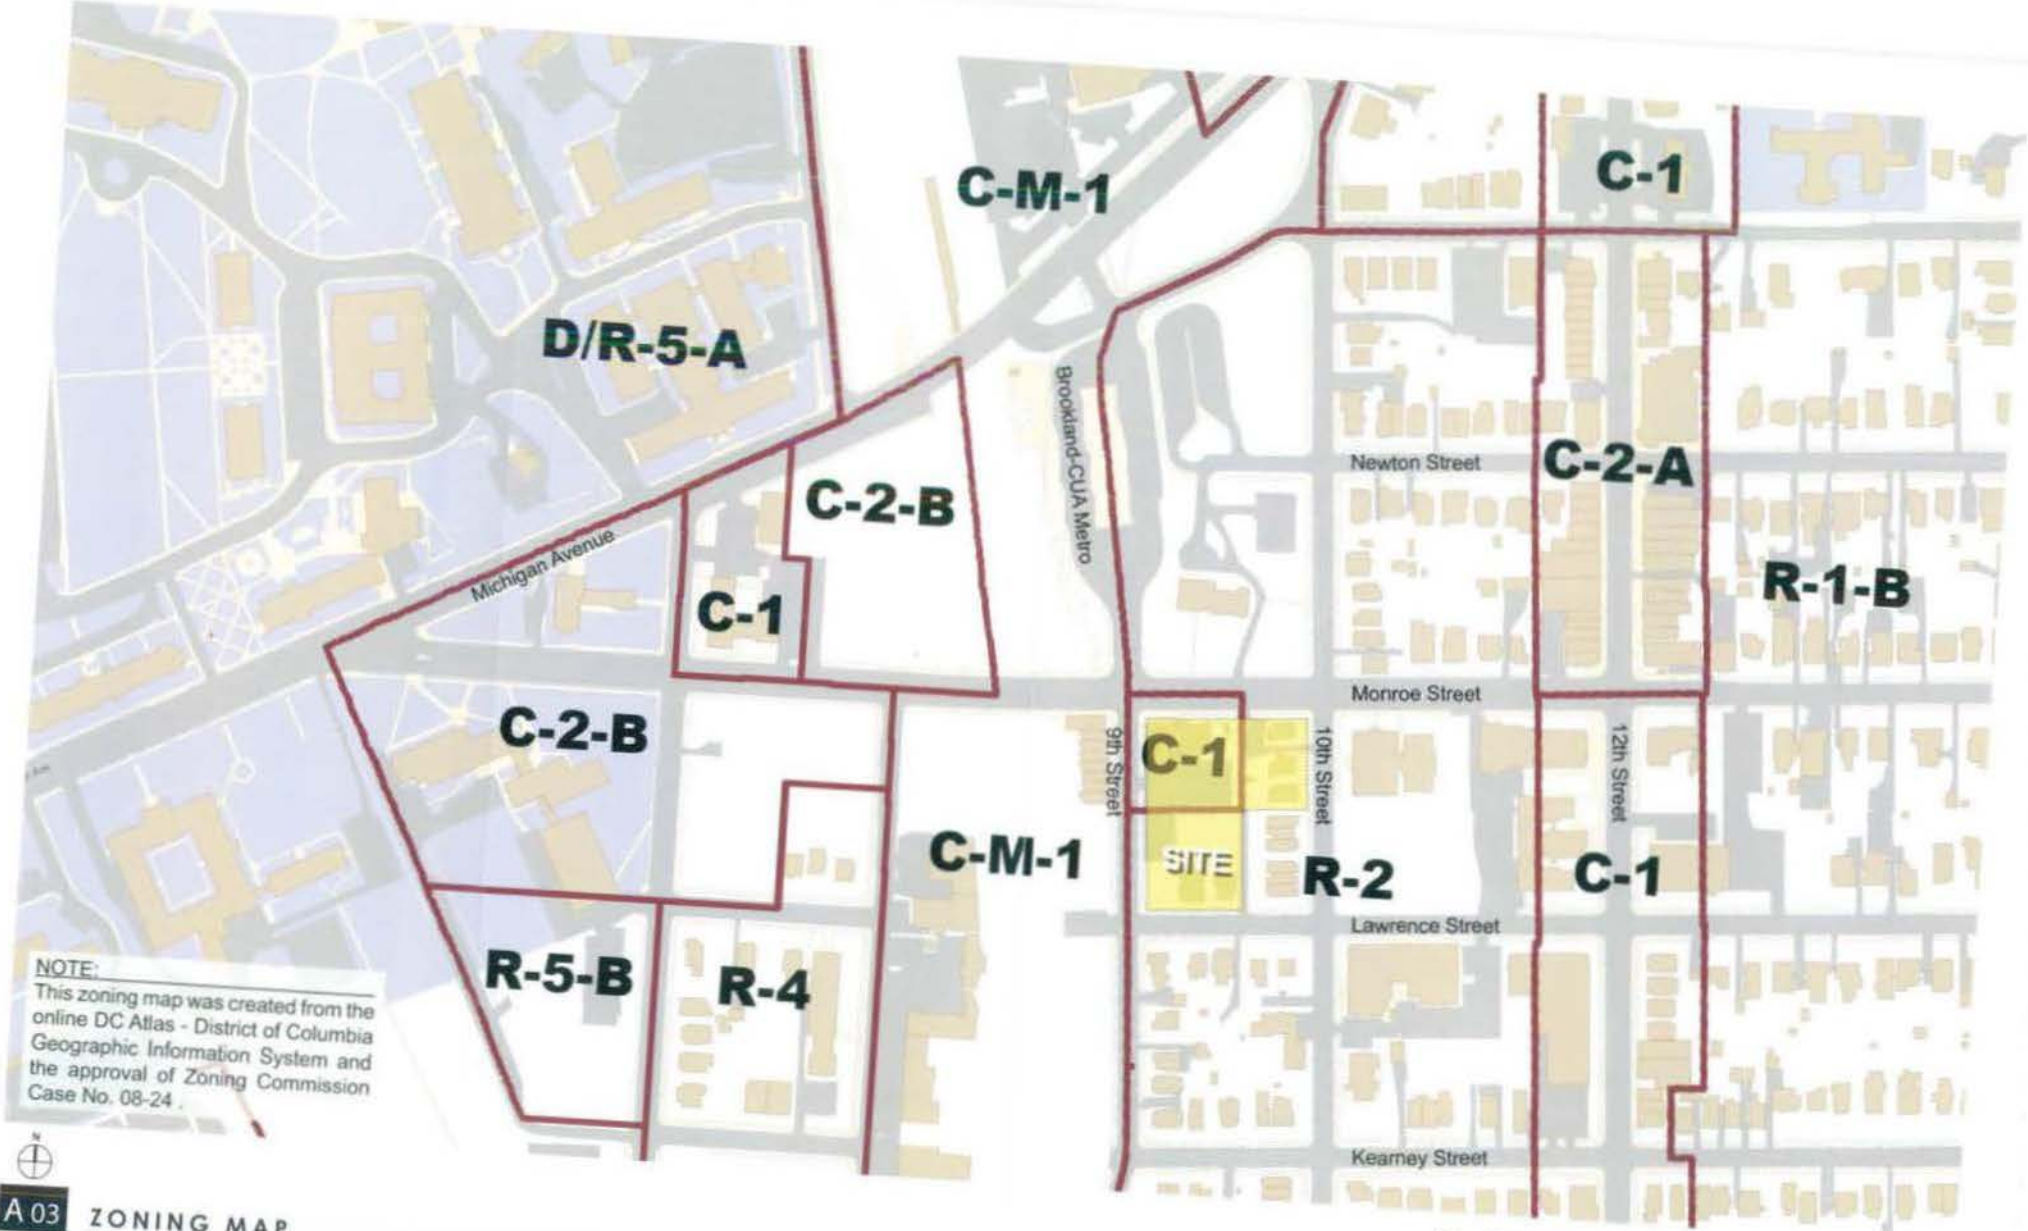 C-M-1
C-1
D/R-5-A
Brookland-CUA Metro
Newton Street
C-2-A
C-2-B
Michigan Avenue
C-1
R-1-B
Monroe Street
C-2-B
9th Street
C-1
10th Street
12th Street
C-M-1
SITE
R-2
C-1
Lawrence Street
R-5-B
R-4
NOTE:
This zoning map was created from the
online DC Atlas - District of Columbia
Geographic Information System and
the approval of Zoning Commission
Case No. 08-24 .
Kearney Street
N
A 03
ZONING MAP